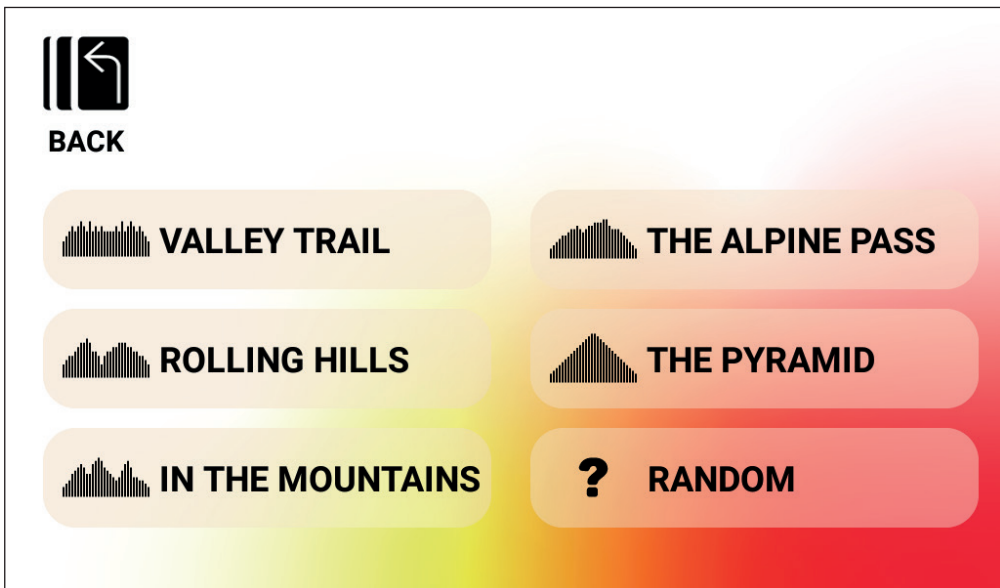 BACK
VALLEY TRAIL
THE ALPINE PASS
ROLLING HILLS
THE PYRAMID
IN THE MOUNTAINS
? RANDOM